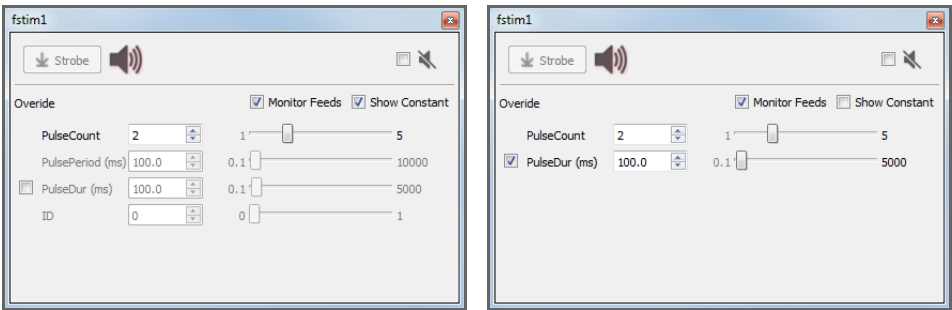 fstim1
Strobe
Overide Monitor Feeds Show Constant
PulseCount 2 1 5
PulsePeriod (ms) 100.0 0.1 10000
PulseDur (ms) 100.0 0.1 5000
ID 0 0 1
fstim1
Strobe
Overide Monitor Feeds Show Constant
PulseCount 2 1 5
PulseDur (ms) 100.0 0.1 5000